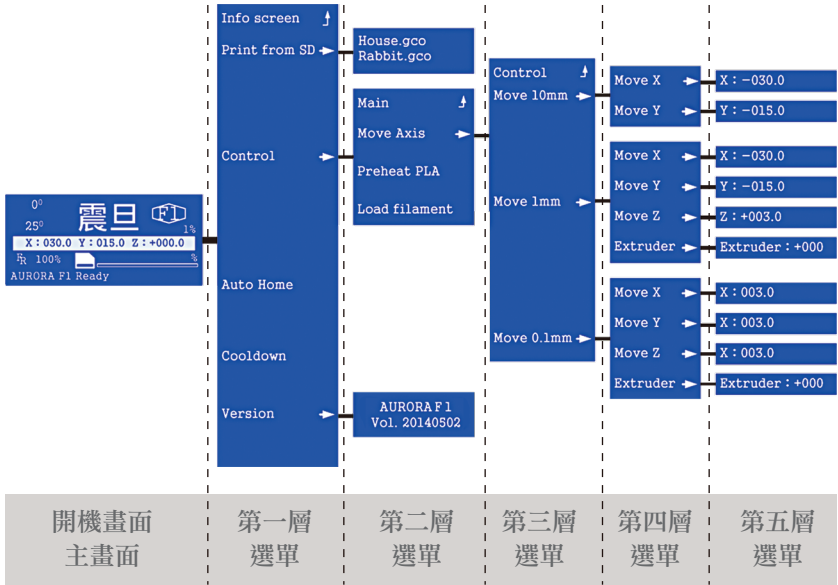 0⁰
震旦 F1
25⁰
1%
X：030.0 Y：015.0 Z：+000.0
FR 100%
%
AURORA F1 Ready
Info screen
Print from SD
Control
Auto Home
Cooldown
Version
House.gco
Rabbit.gco
Main
Move Axis
Preheat PLA
Load filament
AURORA F1
Vol. 20140502
Control
Move 10mm
Move 1mm
Move 0.1mm
Move X
Move Y
Move X
Move Y
Move Z
Extruder
Move X
Move Y
Move Z
Extruder
X：-030.0
Y：-015.0
X：-030.0
Y：-015.0
Z：+003.0
Extruder：+000
X：003.0
X：003.0
X：003.0
Extruder：+000
開機畫面
主畫面
第一層
選單
第二層
選單
第三層
選單
第四層
選單
第五層
選單